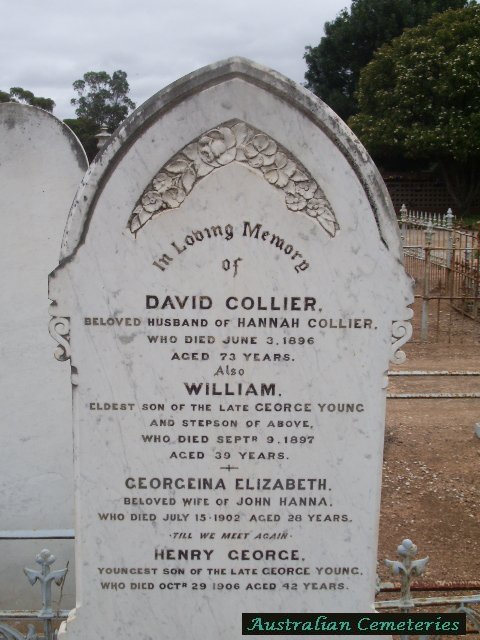 In Loving Memory
of
DAVID COLLIER,
BELOVED HUSBAND OF HANNAH COLLIER,
WHO DIED JUNE 3, 1896
AGED 73 YEARS.
Also
WILLIAM,
ELDEST SON OF THE LATE GEORGE YOUNG
AND STEPSON OF ABOVE,
WHO DIED SEPTR 9, 1897
AGED 39 YEARS.
GEORGEINA ELIZABETH,
BELOVED WIFE OF JOHN HANNA,
WHO DIED JULY 15·1902 AGED 28 YEARS.
·TILL WE MEET AGAIN·
HENRY GEORGE,
YOUNGEST SON OF THE LATE GEORGE YOUNG,
WHO DIED OCTR 29 1906 AGED 42 YEARS.
Australian Cemeteries